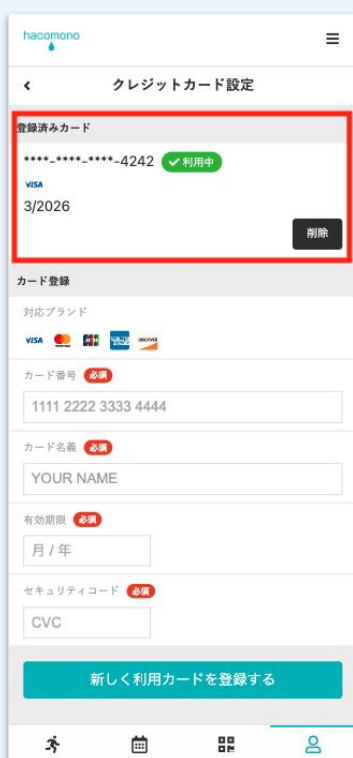 hacomono
クレジットカード設定
登録済みカード
****-****-****-4242 利用中
VISA
3/2026
削除
カード登録
対応ブランド
VISA JCB DISCOVER
カード番号 必須
1111 2222 3333 4444
カード名義 必須
YOUR NAME
有効期限 必須
月 / 年
セキュリティコード 必須
CVC
新しく利用カードを登録する